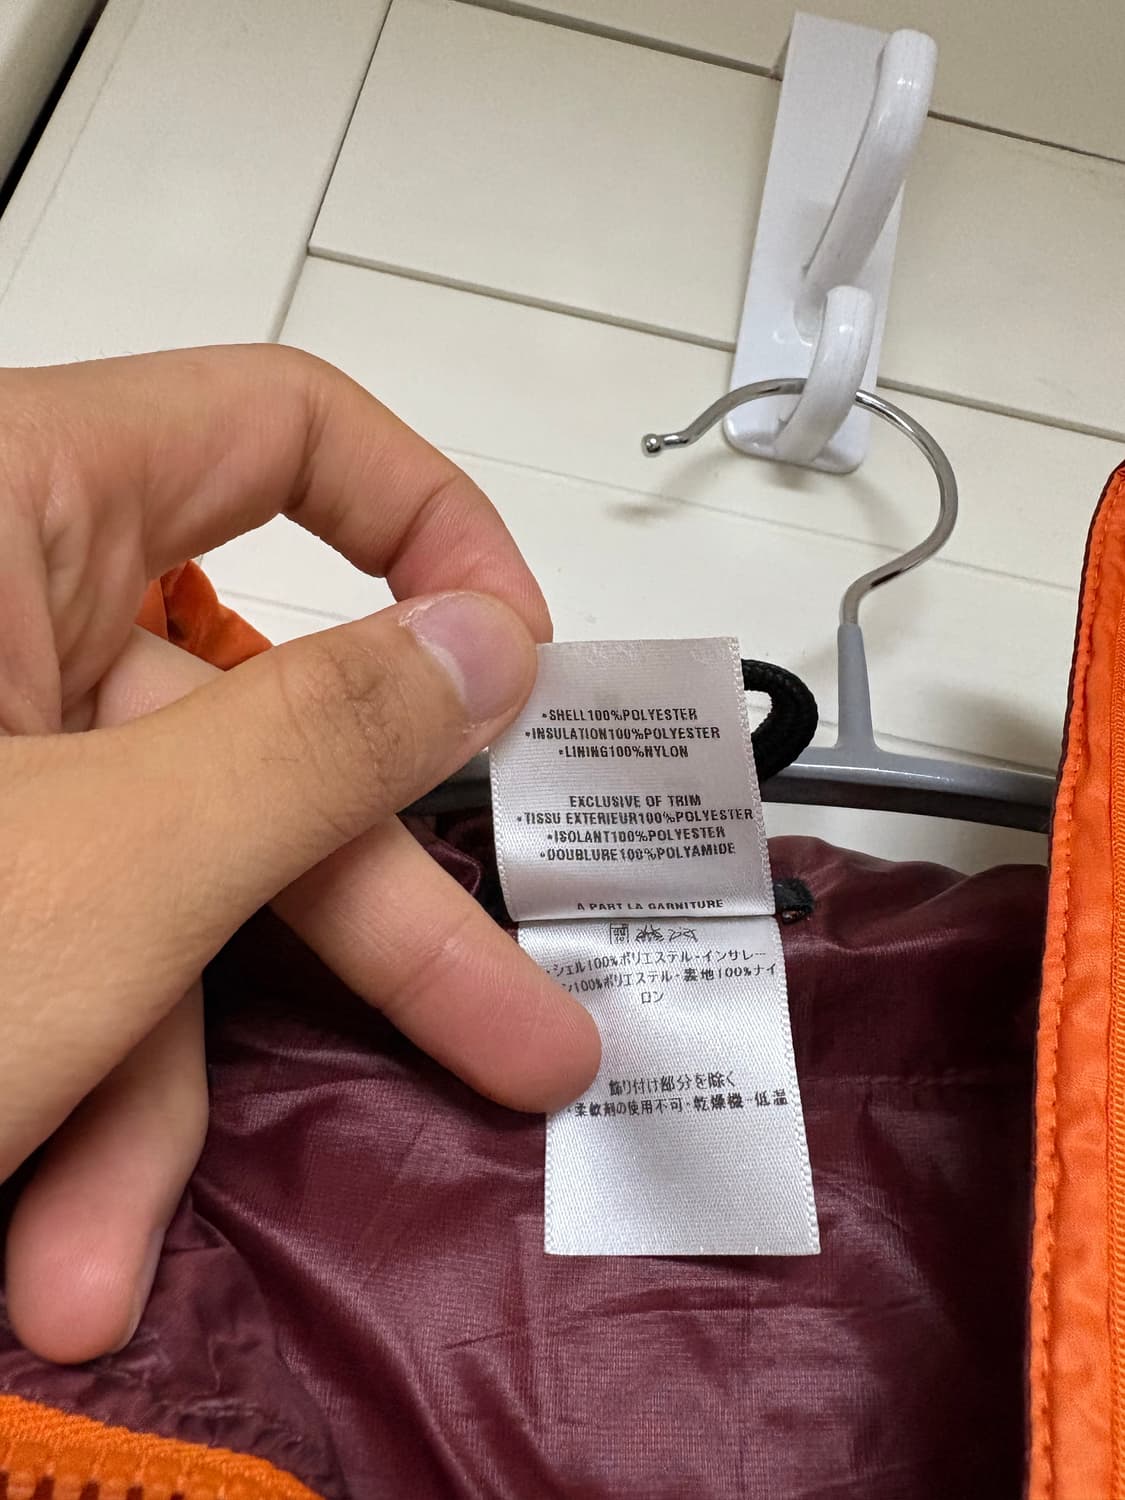 •SHELL100%POLYESTER
•INSULATION100%POLYESTER
•LINING100%NYLON
EXCLUSIVE OF TRIM
•TISSU EXTERIEUR100%POLYESTER
•ISOLANT100%POLYESTER
•DOUBLURE100%POLYAMIDE
A PART LA GARNITURE
・シェル100%ポリエステル・インサレー
ン100%ポリエステル・裏地100%ナイ
ロン
飾り付け部分を除く
・柔軟剤の使用不可・乾燥機・低温